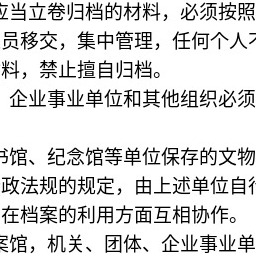 应当立卷归档的材料，必须按照
员移交，集中管理，任何个人不
料，禁止擅自归档。
企业事业单位和其他组织必须
书馆、纪念馆等单位保存的文物
政法规的规定，由上述单位自行
在档案的利用方面互相协作。
案馆，机关、团体、企业事业单